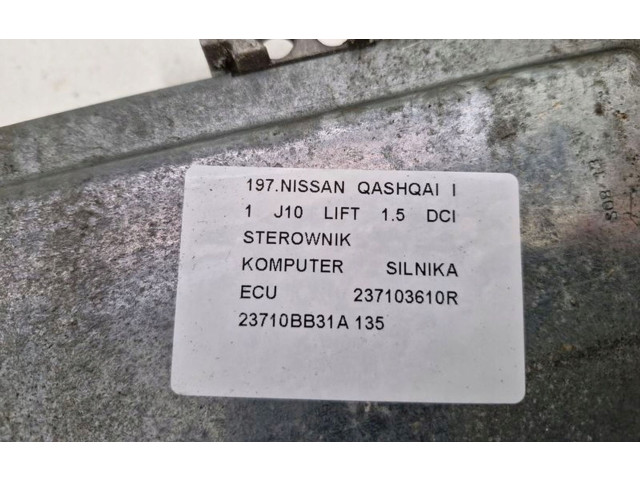 197.NISSAN QASHQAI I
1 J10 LIFT 1.5 DCI
STEROWNIK
KOMPUTER SILNIKA
ECU 237103610R
23710BB31A 135